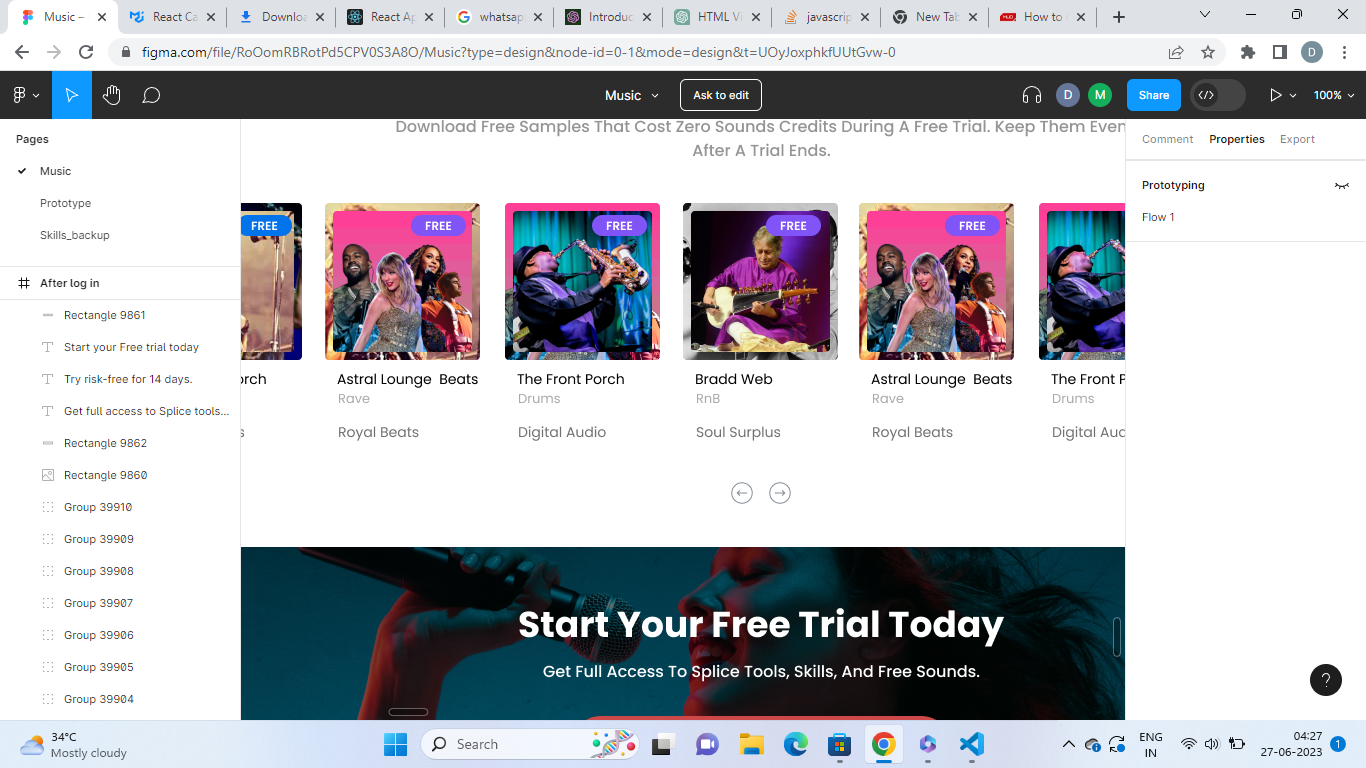 Music –
React Ca
Downloa
React Ap
whatsap
Introduc
HTML Vi
javascrip
New Tab
How to
figma.com/file/RoOomRBRotPd5CPV0S3A8O/Music?type=design&node-id=0-1&mode=design&t=UOyJoxphkfUUtGvw-0
D
Music
Ask to edit
D
M
Share
100%
Pages
Music
Prototype
Skills_backup
After log in
Rectangle 9861
Start your Free trial today
Try risk-free for 14 days.
Get full access to Splice tools...
Rectangle 9862
Rectangle 9860
Group 39910
Group 39909
Group 39908
Group 39907
Group 39906
Group 39905
Group 39904
Download Free Samples That Cost Zero Sounds Credits During A Free Trial. Keep Them Even
After A Trial Ends.
FREE
FREE
FREE
FREE
FREE
orch
Astral Lounge Beats
The Front Porch
Bradd Web
Astral Lounge Beats
The Front P
Rave
Drums
RnB
Rave
Drums
s
Royal Beats
Digital Audio
Soul Surplus
Royal Beats
Digital Aud
Start Your Free Trial Today
Get Full Access To Splice Tools, Skills, And Free Sounds.
Comment
Properties
Export
Prototyping
Flow 1
?
34°C
Mostly cloudy
Search
ENG
IN
04:27
27-06-2023
1